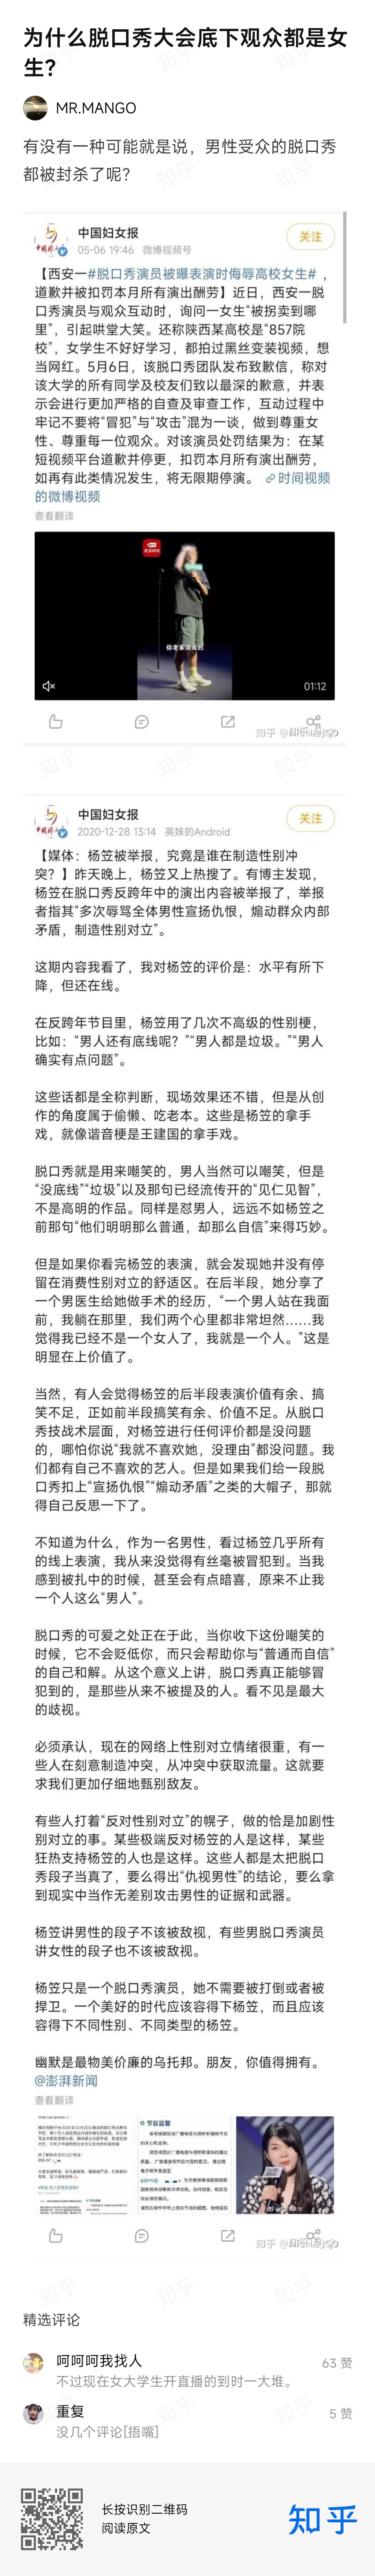 为什么脱口秀大会底下观众都是女
生？
MR.MANGO
有没有一种可能就是说，男性受众的脱口秀
都被封杀了呢？
中国妇女报
05-06 19:46 微博视频号
关注
【西安一#脱口秀演员被曝表演时侮辱高校女生#，
道歉并被扣罚本月所有演出酬劳】近日，西安一脱
口秀演员与观众互动时，询问一女生“被拐卖到哪
里”，引起哄堂大笑。还称陕西某高校是“857院
校”，女学生不好好学习，都拍过黑丝变装视频，想
当网红。5月6日，该脱口秀团队发布致歉信，称对
该大学的所有同学及校友们致以最深的歉意，并表
示会进行更加严格的自查及审查工作，互动过程中
牢记不要将“冒犯”与“攻击”混为一谈，做到尊重女
性、尊重每一位观众。对该演员处罚结果为：在某
短视频平台道歉并停更，扣罚本月所有演出酬劳，
如再有此类情况发生，将无限期停演。 时间视频
的微博视频
查看翻译
你老家渭南的
01:12
知乎 @MR.MANGO
中国妇女报
2020-12-28 13:14 英妹的Android
关注
【媒体：杨笠被举报，究竟是谁在制造性别冲
突？】昨天晚上，杨笠又上热搜了。有博主发现，
杨笠在脱口秀反跨年中的演出内容被举报了，举报
者指其“多次辱骂全体男性宣扬仇恨，煽动群众内部
矛盾，制造性别对立”。
这期内容我看了，我对杨笠的评价是：水平有所下
降，但还在线。
在反跨年节目里，杨笠用了几次不高级的性别梗，
比如：“男人还有底线呢？”“男人都是垃圾。”“男人
确实有点问题”。
这些话都是全称判断，现场效果还不错，但是从创
作的角度属于偷懒、吃老本。这些是杨笠的拿手
戏，就像谐音梗是王建国的拿手戏。
脱口秀就是用来嘲笑的，男人当然可以嘲笑，但是
“没底线”“垃圾”以及那句已经流传开的“见仁见智”，
不是高明的作品。同样是怼男人，远远不如杨笠之
前那句“他们明明那么普通，却那么自信”来得巧妙。
但是如果你看完杨笠的表演，就会发现她并没有停
留在消费性别对立的舒适区。在后半段，她分享了
一个男医生给她做手术的经历，“一个男人站在我面
前，我躺在那里，我们两个心里都非常坦然……我
觉得我已经不是一个女人了，我就是一个人。”这是
明显在上价值了。
当然，有人会觉得杨笠的后半段表演价值有余、搞
笑不足，正如前半段搞笑有余、价值不足。从脱口
秀技战术层面，对杨笠进行任何评价都是没问题
的，哪怕你说“我就不喜欢她，没理由”都没问题。我
们都有自己不喜欢的艺人。但是如果我们给一段脱
口秀扣上“宣扬仇恨”“煽动矛盾”之类的大帽子，那就
得自己反思一下了。
不知道为什么，作为一名男性，看过杨笠几乎所有
的线上表演，我从来没觉得有丝毫被冒犯到。当我
感到被扎中的时候，甚至会有点暗喜，原来不止我
一个人这么“男人”。
脱口秀的可爱之处正在于此，当你收下这份嘲笑的
时候，它不会贬低你，而只会帮助你与“普通而自信”
的自己和解。从这个意义上讲，脱口秀真正能够冒
犯到的，是那些从来不被提及的人。看不见是最大
的歧视。
必须承认，现在的网络上性别对立情绪很重，有一
些人在刻意制造冲突，从冲突中获取流量。这就要
求我们更加仔细地甄别敌友。
有些人打着“反对性别对立”的幌子，做的恰是加剧性
别对立的事。某些极端反对杨笠的人是这样，某些
狂热支持杨笠的人也是这样。这些人都是太把脱口
秀段子当真了，要么得出“仇视男性”的结论，要么拿
到现实中当作无差别攻击男性的证据和武器。
杨笠讲男性的段子不该被敌视，有些男脱口秀演员
讲女性的段子也不该被敌视。
杨笠只是一个脱口秀演员，她不需要被打倒或者被
捍卫。一个美好的时代应该容得下杨笠，而且应该
容得下不同性别、不同类型的杨笠。
幽默是最物美价廉的乌托邦。朋友，你值得拥有。
@澎湃新闻
查看翻译
节目监督
知乎 @MR.MANGO
精选评论
呵呵呵我找人
63 赞
不过现在女大学生开直播的到时一大堆。
重复
5 赞
没几个评论[捂嘴]
长按识别二维码
阅读原文
知乎